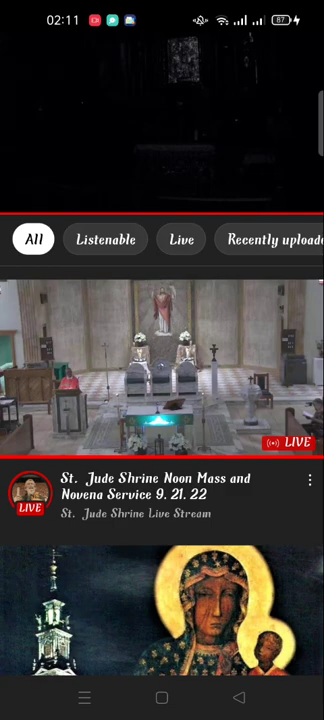 02:11
87
All
Listenable
Live
Recently uploade
LIVE
St. Jude Shrine Noon Mass and
Novena Service 9. 21. 22
LIVE
St. Jude Shrine Live Stream